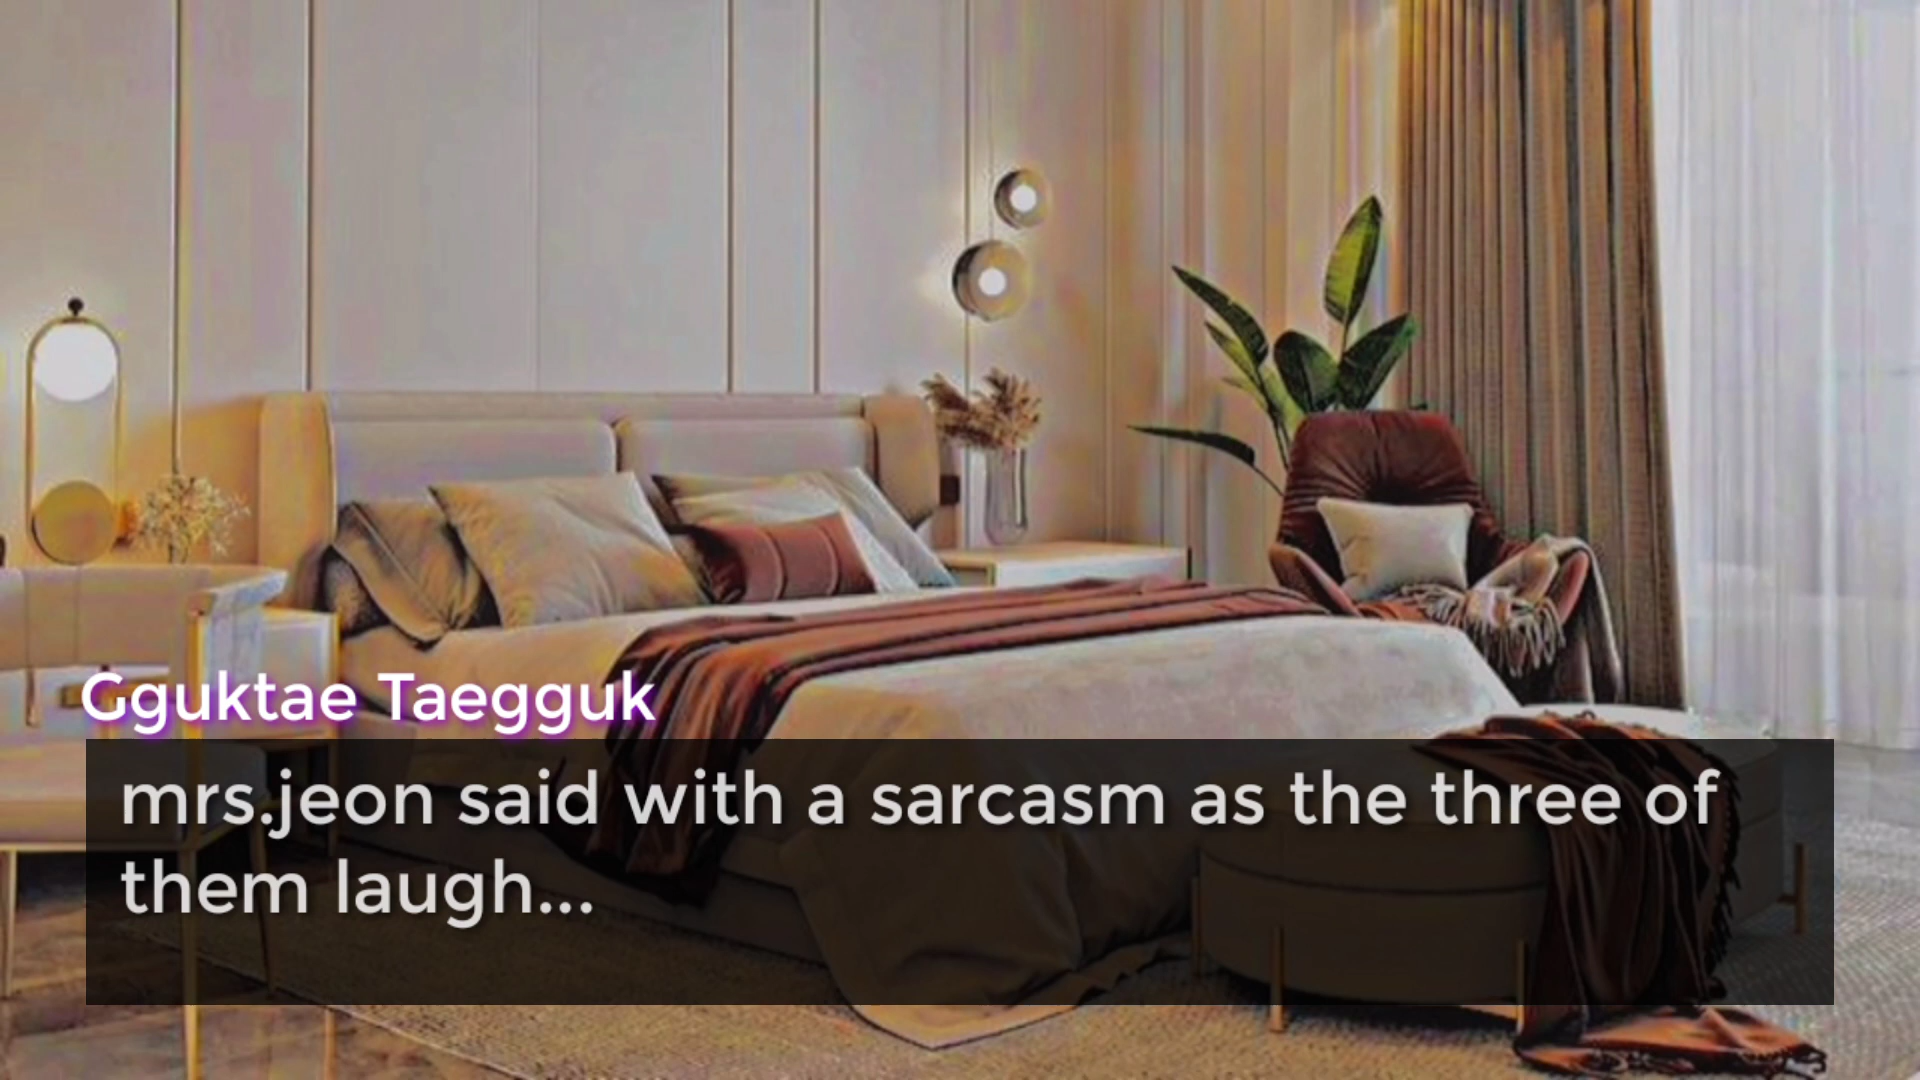 Gguktae Taegguk
mrs.jeon said with a sarcasm as the three of
them laugh...